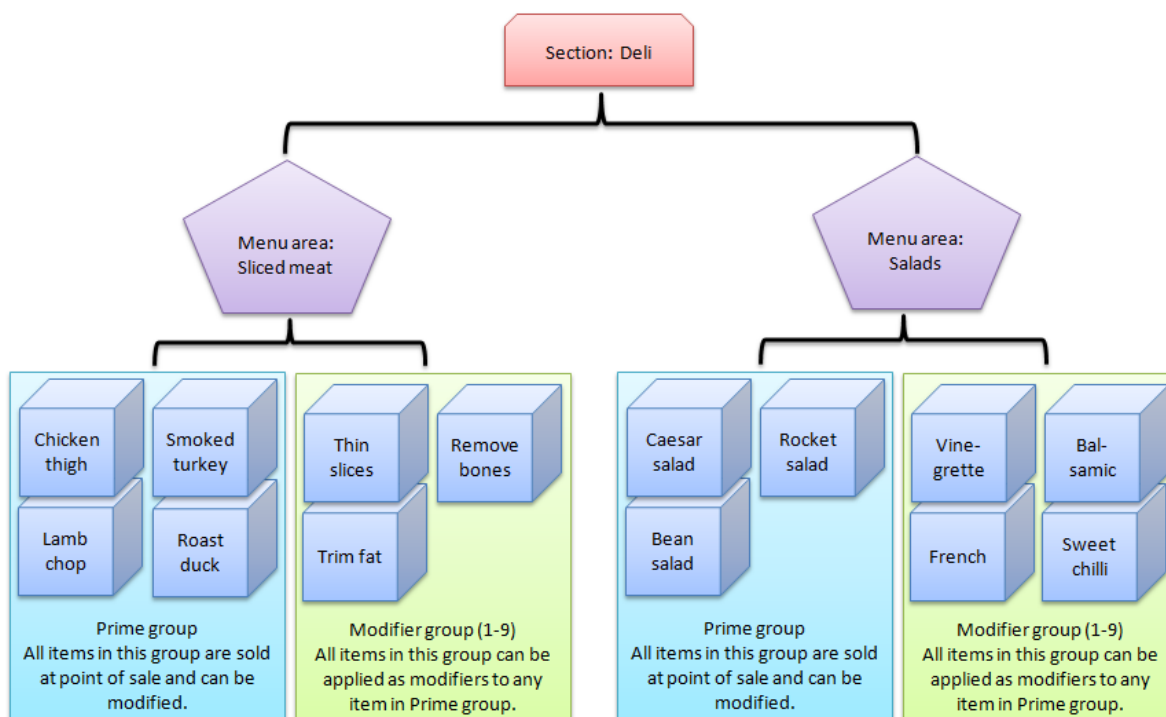 Section: Deli
Menu area:
Sliced meat
Menu area:
Salads
Chicken
thigh
Smoked
turkey
Lamb
chop
Roast
duck
Prime group
All items in this group are sold
at point of sale and can be
modified.
Thin
slices
Remove
bones
Trim fat
Modifier group (1-9)
All items in this group can be
applied as modifiers to any
item in Prime group.
Caesar
salad
Rocket
salad
Bean
salad
Prime group
All items in this group are sold
at point of sale and can be
modified.
Vine-
grette
Bal-
samic
French
Sweet
chilli
Modifier group (1-9)
All items in this group can be
applied as modifiers to any
item in Prime group.